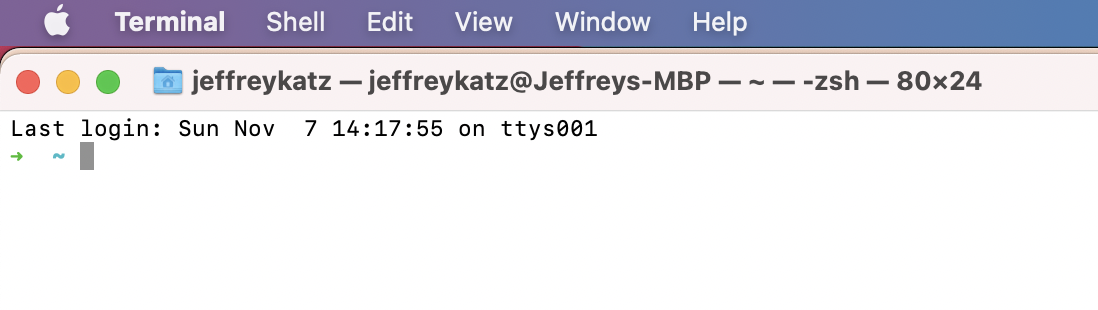 Terminal Shell Edit View Window Help
jeffreykatz — jeffreykatz@Jeffreys-MBP — ~ — -zsh — 80×24
Last login: Sun Nov  7 14:17:55 on ttys001
➜  ~